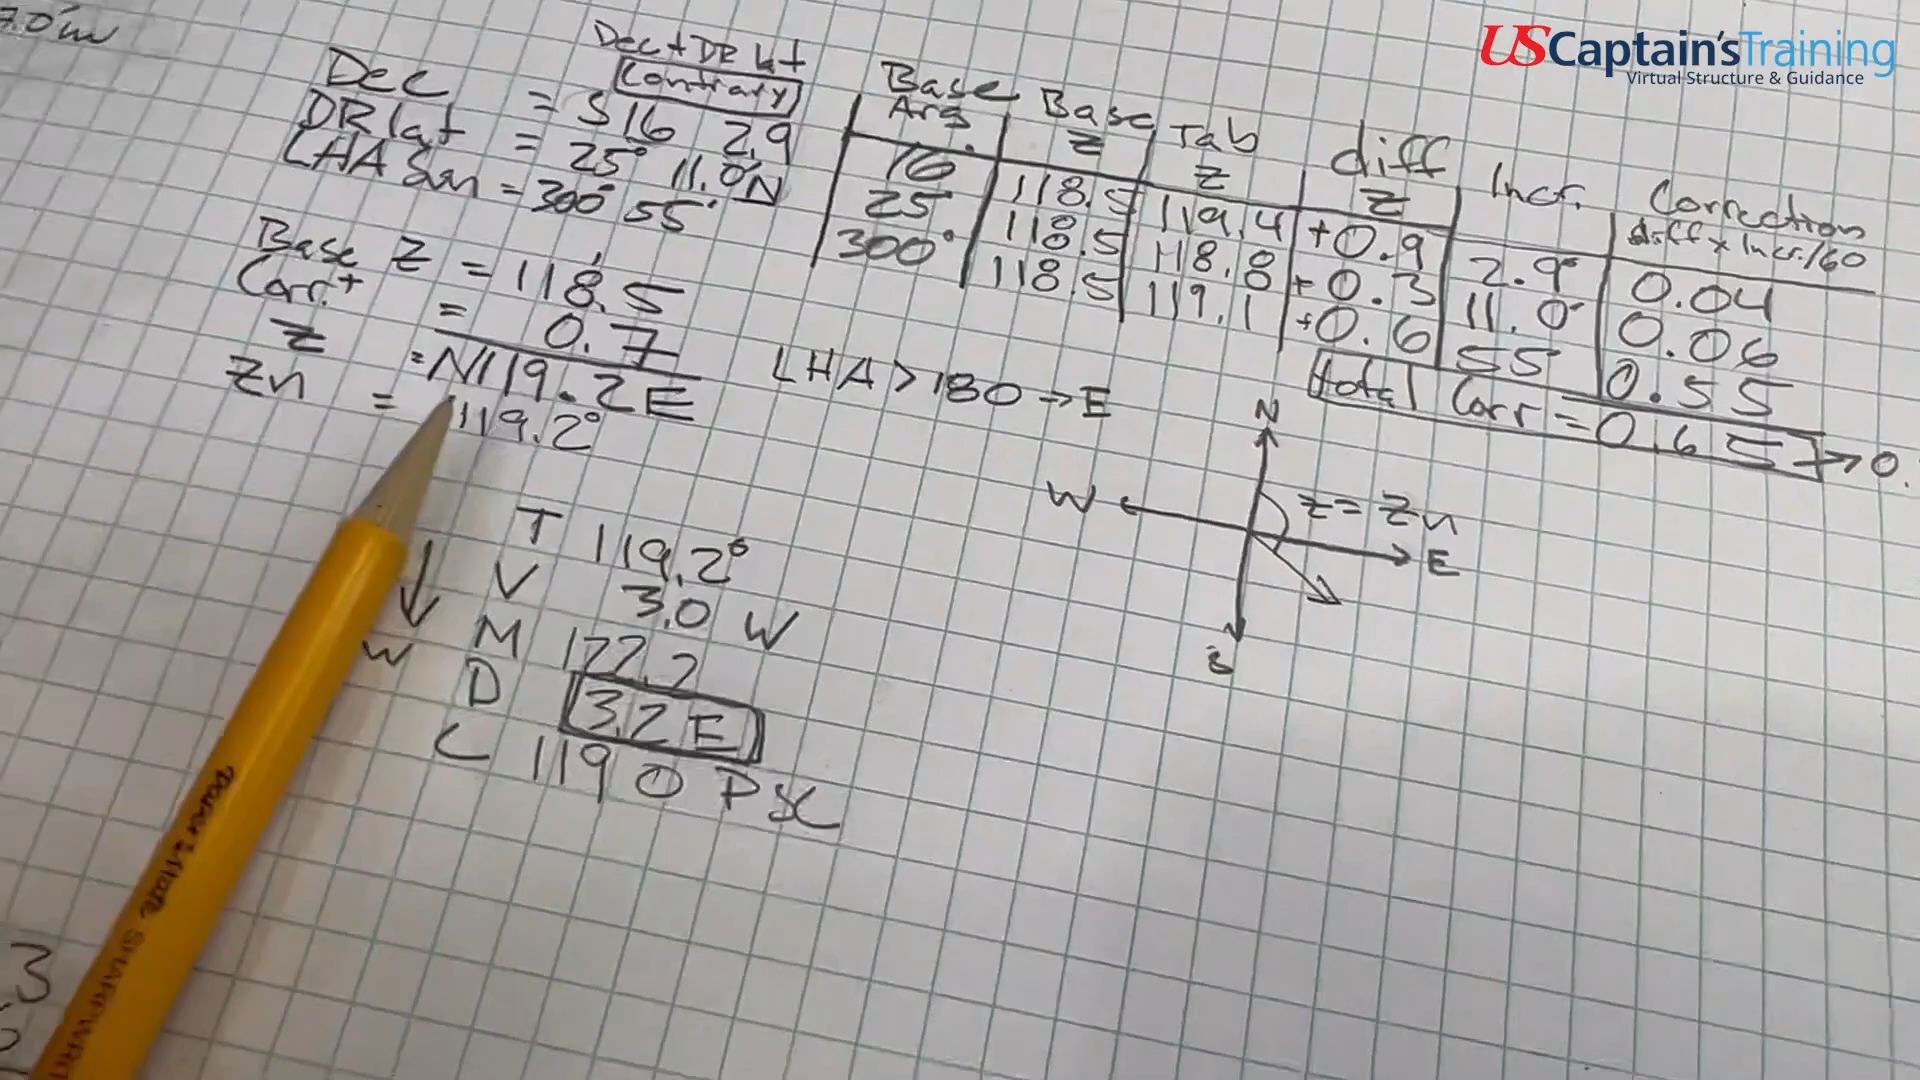 USCaptain'sTraining
Virtual Structure & Guidance
Dec + DR lat
Contrary
Dec = S 16 2.9
DR lat = 25° 11.0'N
LHA Sun = 300° 55'
Base Arg. Base Z Tab Z diff Z Incr. Correction diff x Incr./60
16 118.5 119.4 +0.9 2.9' 0.04
25 118.5 118.8 +0.3 11.0' 0.06
300° 118.5 119.1 +0.6 55' 0.55
total Corr = 0.65 → 0.
Base Z = 118.5
Corr.+ = 0.7
Z = N119.2E LHA > 180 → E
Zn = 119.2°
N
W
E
S
Z = Zn
T 119.2°
V 3.0 W
M 122.2
D 3.2 E
C 119.0 PSC
W
SHARPWRI
.3